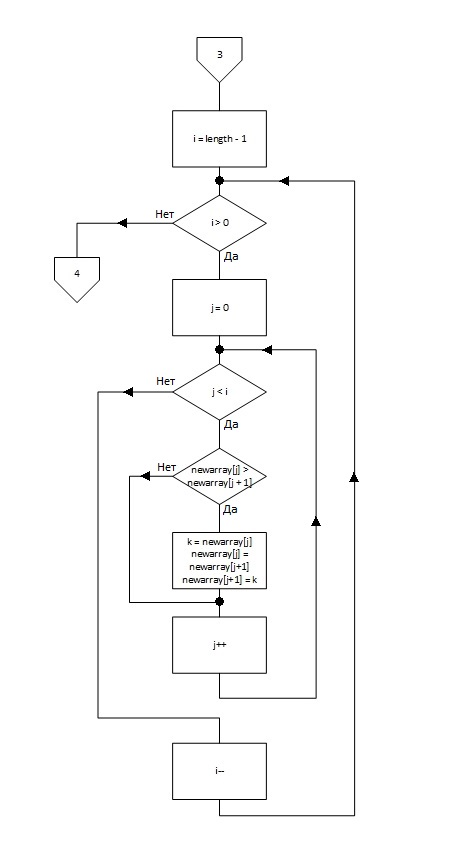 3
i = length - 1
Нет
i > 0
4
Да
j = 0
Нет
j < i
Да
Нет
newarray[j] >
newarray[j + 1]
Да
k = newarray[j]
newarray[j] =
newarray[j+1]
newarray[j+1] = k
j++
i--